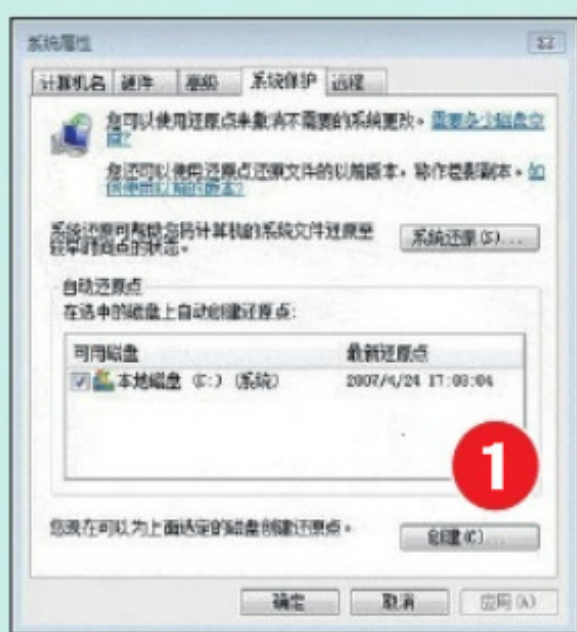 系统属性
计算机名 硬件 高级 系统保护 远程
您可以使用还原点来撤消不需要的系统更改。需要多少磁盘空
间?
您还可以使用还原点还原文件的以前版本，称作卷影副本。如
何使用以前的版本?
系统还原可帮助您将计算机的系统文件还原至
较早时间点的状态。
系统还原(S)...
自动还原点
在选中的磁盘上自动创建还原点:
可用磁盘 最新还原点
本地磁盘 (C:) (系统) 2007/4/24 17:03:04
1
您现在可以为上面选定的磁盘创建还原点。
创建(C)...
确定 取消 应用(A)